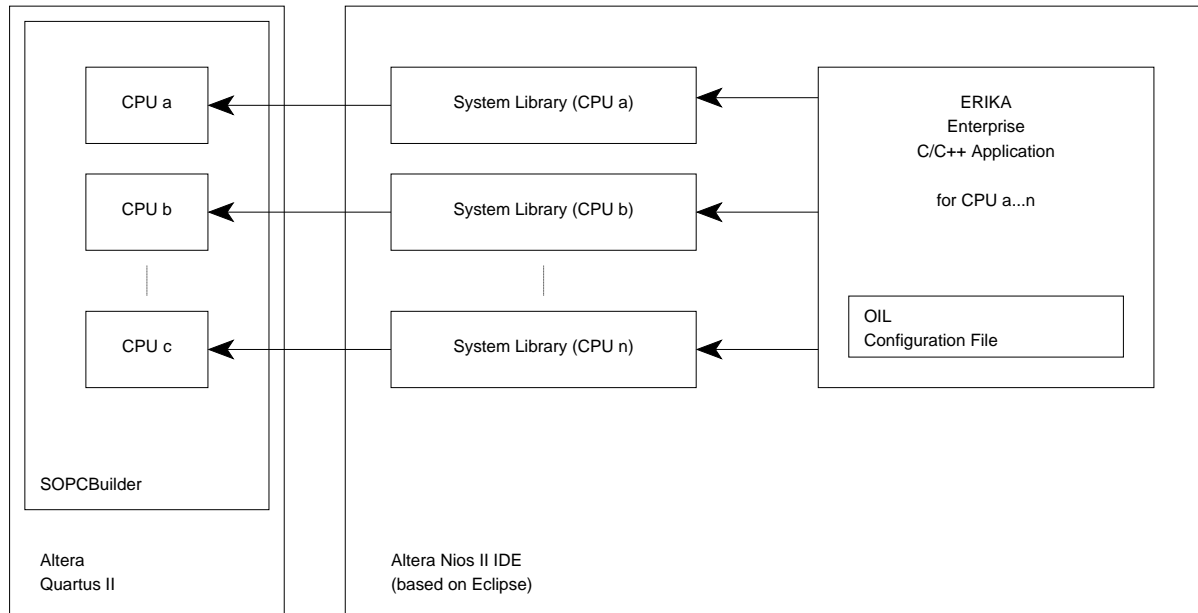 CPU a
System Library (CPU a)
ERIKA
Enterprise
C/C++ Application
for CPU a...n
CPU b
System Library (CPU b)
CPU c
System Library (CPU n)
OIL
Configuration File
SOPCBuilder
Altera
Quartus II
Altera Nios II IDE
(based on Eclipse)